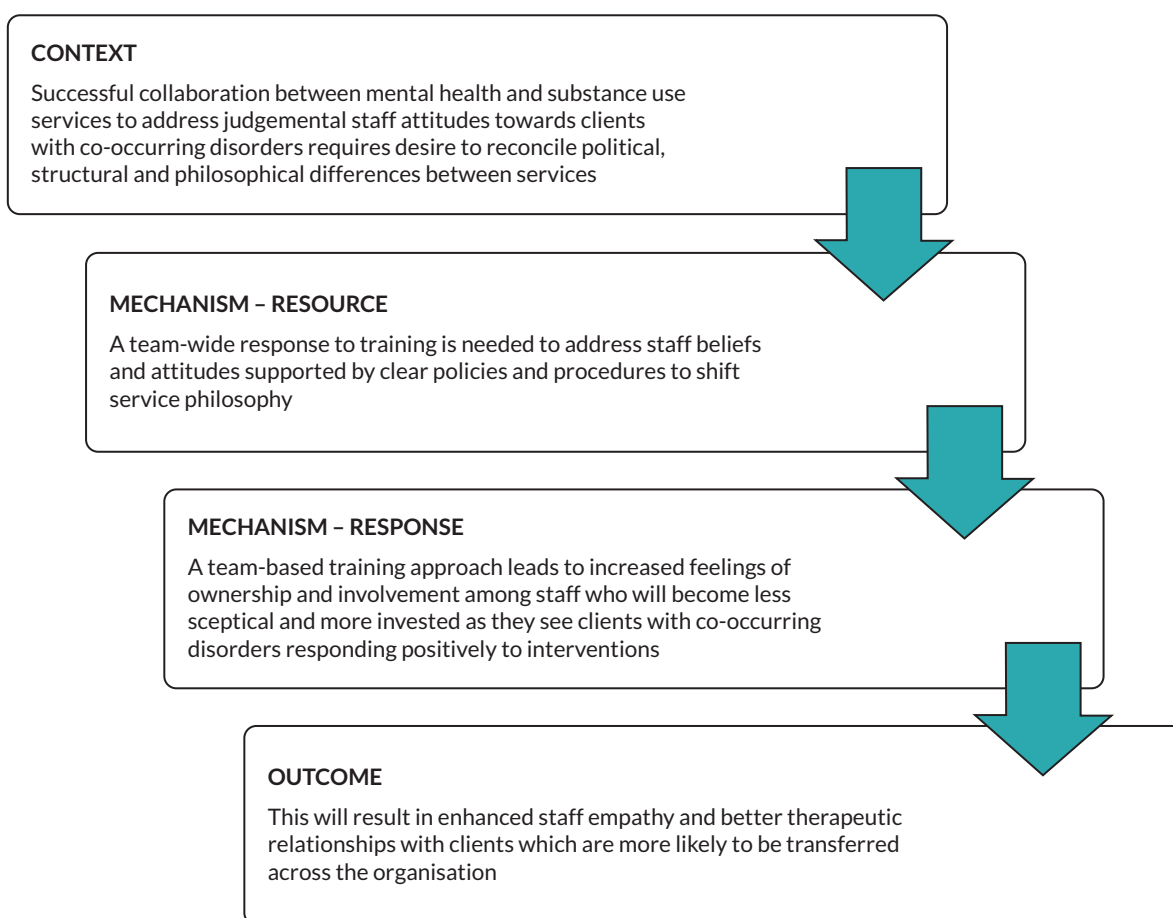 CONTEXT
Successful collaboration between mental health and substance use
services to address judgemental staff attitudes towards clients
with co-occurring disorders requires desire to reconcile political,
structural and philosophical differences between services
MECHANISM – RESOURCE
A team-wide response to training is needed to address staff beliefs
and attitudes supported by clear policies and procedures to shift
service philosophy
MECHANISM – RESPONSE
A team-based training approach leads to increased feelings of
ownership and involvement among staff who will become less
sceptical and more invested as they see clients with co-occurring
disorders responding positively to interventions
OUTCOME
This will result in enhanced staff empathy and better therapeutic
relationships with clients which are more likely to be transferred
across the organisation